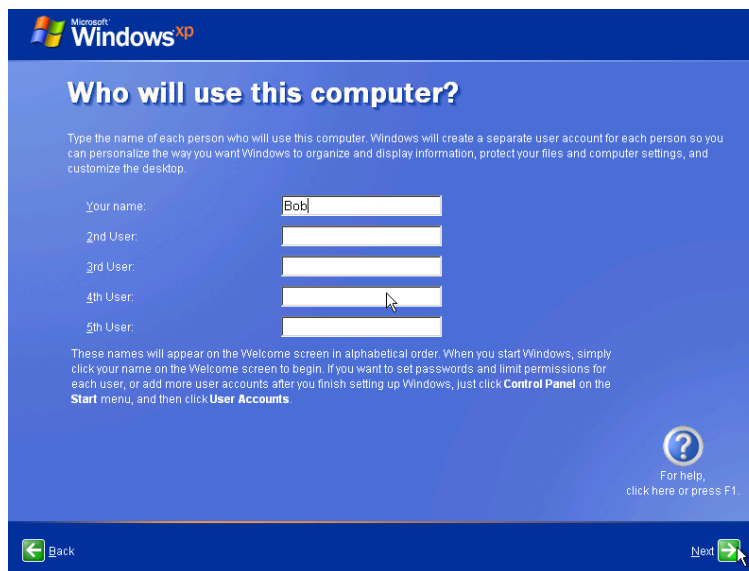 Microsoft®
Windows xp
Who will use this computer?
Type the name of each person who will use this computer. Windows will create a separate user account for each person so you
can personalize the way you want Windows to organize and display information, protect your files and computer settings, and
customize the desktop.
Your name: Bob
2nd User:
3rd User:
4th User:
5th User:
These names will appear on the Welcome screen in alphabetical order. When you start Windows, simply
click your name on the Welcome screen to begin. If you want to set passwords and limit permissions for
each user, or add more user accounts after you finish setting up Windows, just click Control Panel on the
Start menu, and then click User Accounts.
?
For help,
click here or press F1.
Back
Next